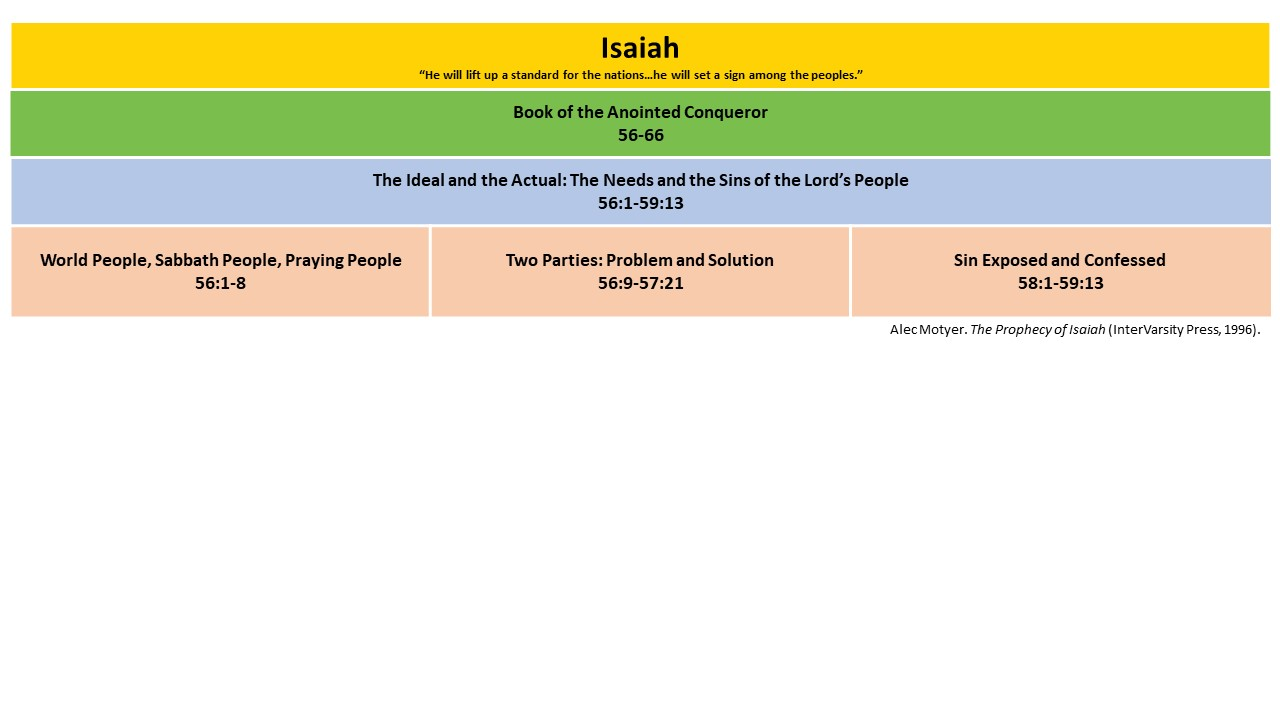 Isaiah
“He will lift up a standard for the nations…he will set a sign among the peoples.”
Book of the Anointed Conqueror
56-66
The Ideal and the Actual: The Needs and the Sins of the Lord’s People
56:1-59:13
World People, Sabbath People, Praying People
56:1-8
Two Parties: Problem and Solution
56:9-57:21
Sin Exposed and Confessed
58:1-59:13
Alec Motyer. The Prophecy of Isaiah (InterVarsity Press, 1996).